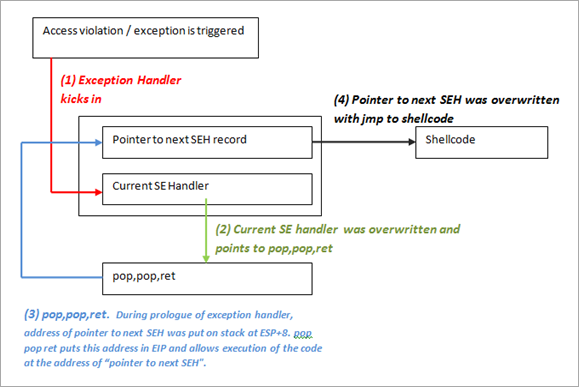 Access violation / exception is triggered
(1) Exception Handler
kicks in
(4) Pointer to next SEH was overwritten
with jmp to shellcode
Pointer to next SEH record
Shellcode
Current SE Handler
(2) Current SE handler was overwritten and
points to pop,pop,ret
pop,pop,ret
(3) pop,pop,ret. During prologue of exception handler,
address of pointer to next SEH was put on stack at ESP+8. pop
pop ret puts this address in EIP and allows execution of the code
at the address of “pointer to next SEH”.